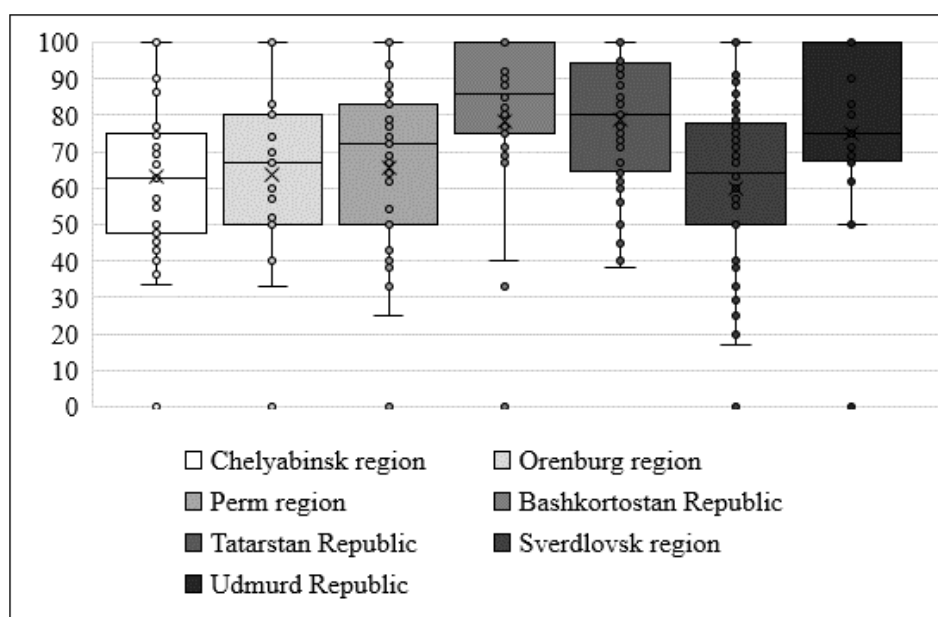 100
90
80
70
60
50
40
30
20
10
0
Chelyabinsk region
Orenburg region
Perm region
Bashkortostan Republic
Tatarstan Republic
Sverdlovsk region
Udmurd Republic